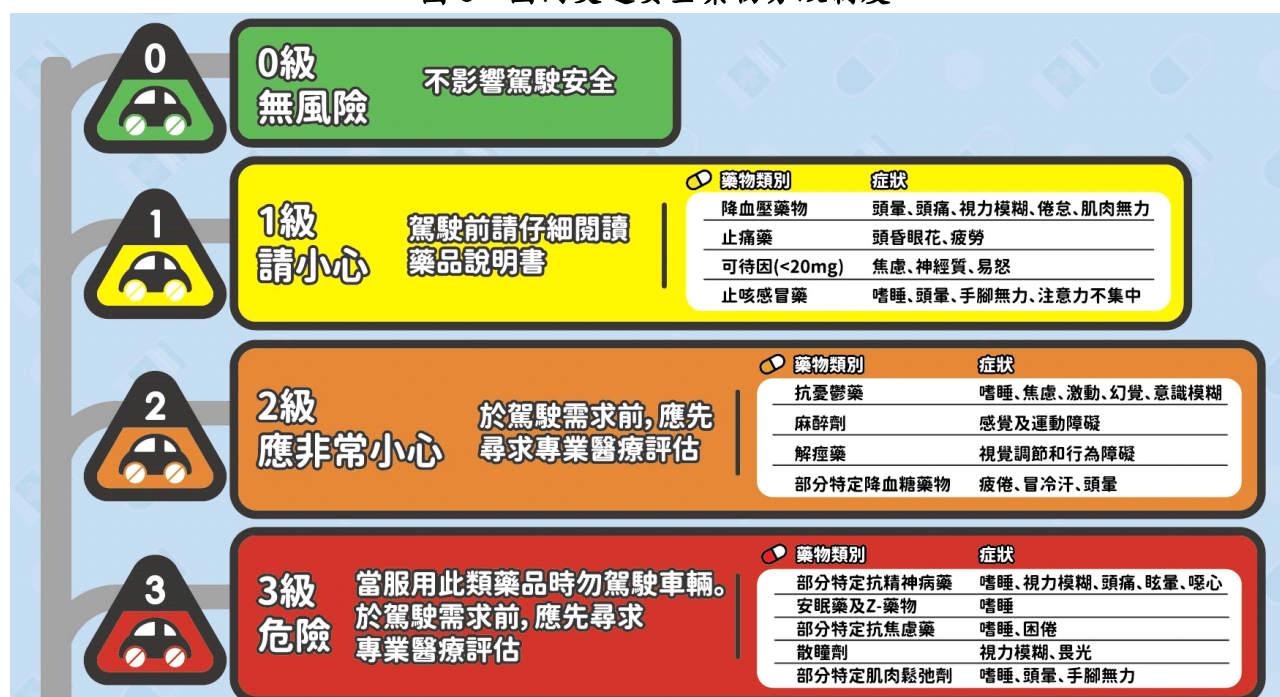 0
0級
無風險
不影響駕駛安全
1
1級
請小心
駕駛前請仔細閱讀
藥品說明書
藥物類別 症狀
降血壓藥物 頭暈、頭痛、視力模糊、倦怠、肌肉無力
止痛藥 頭昏眼花、疲勞
可待因(<20mg) 焦慮、神經質、易怒
止咳感冒藥 嗜睡、頭暈、手腳無力、注意力不集中
2
2級
應非常小心
於駕駛需求前,應先
尋求專業醫療評估
藥物類別 症狀
抗憂鬱藥 嗜睡、焦慮、激動、幻覺、意識模糊
麻醉劑 感覺及運動障礙
解痙藥 視覺調節和行為障礙
部分特定降血糖藥物 疲倦、冒冷汗、頭暈
3
3級
危險
當服用此類藥品時勿駕駛車輛。
於駕駛需求前,應先尋求
專業醫療評估
藥物類別 症狀
部分特定抗精神病藥 嗜睡、視力模糊、頭痛、眩暈、噁心
安眠藥及Z-藥物 嗜睡
部分特定抗焦慮藥 嗜睡、困倦
散瞳劑 視力模糊、畏光
部分特定肌肉鬆弛劑 嗜睡、頭暈、手腳無力